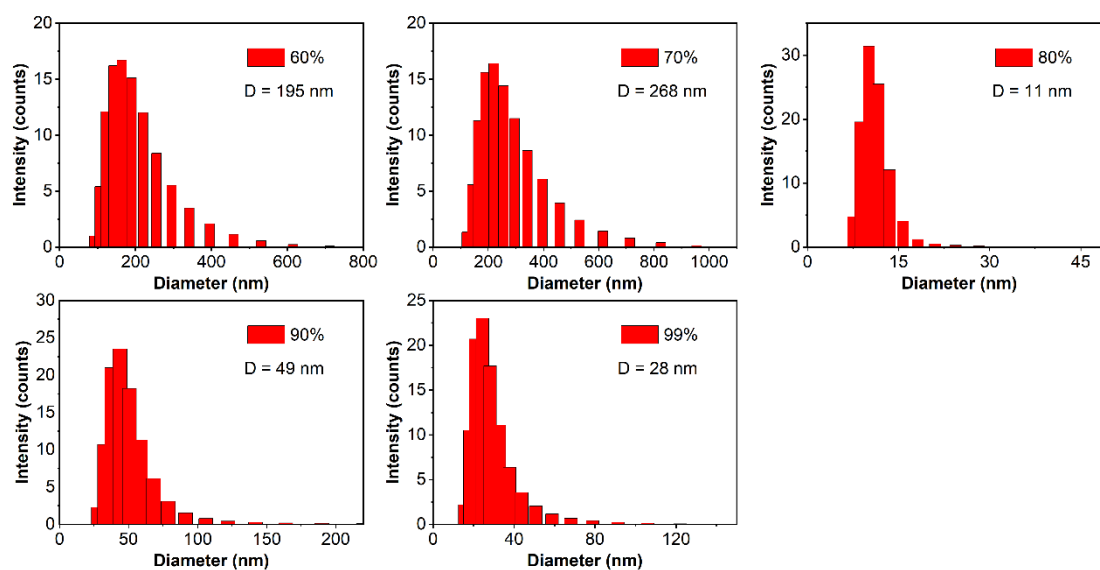 20
15
10
5
0
Intensity (counts)
60%
D = 195 nm
0 200 400 600 800
Diameter (nm)
20
15
10
5
0
Intensity (counts)
70%
D = 268 nm
0 200 400 600 800 1000
Diameter (nm)
30
20
10
0
Intensity (counts)
80%
D = 11 nm
0 15 30 45
Diameter (nm)
30
25
20
15
10
5
0
Intensity (counts)
90%
D = 49 nm
0 50 100 150 200
Diameter (nm)
25
20
15
10
5
0
Intensity (counts)
99%
D = 28 nm
0 40 80 120
Diameter (nm)